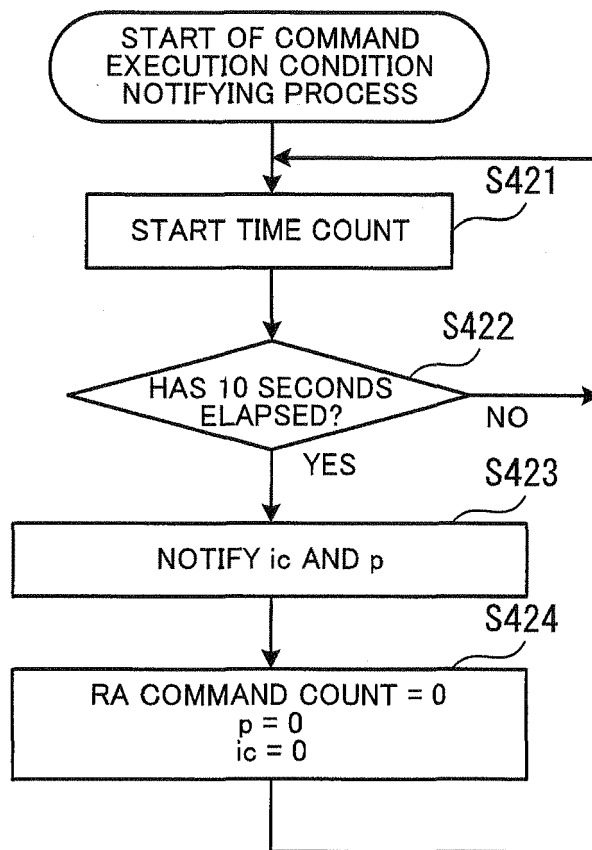 START OF COMMAND
EXECUTION CONDITION
NOTIFYING PROCESS
S421
START TIME COUNT
S422
HAS 10 SECONDS
ELAPSED?
NO
YES
S423
NOTIFY ic AND p
S424
RA COMMAND COUNT = 0
p = 0
ic = 0